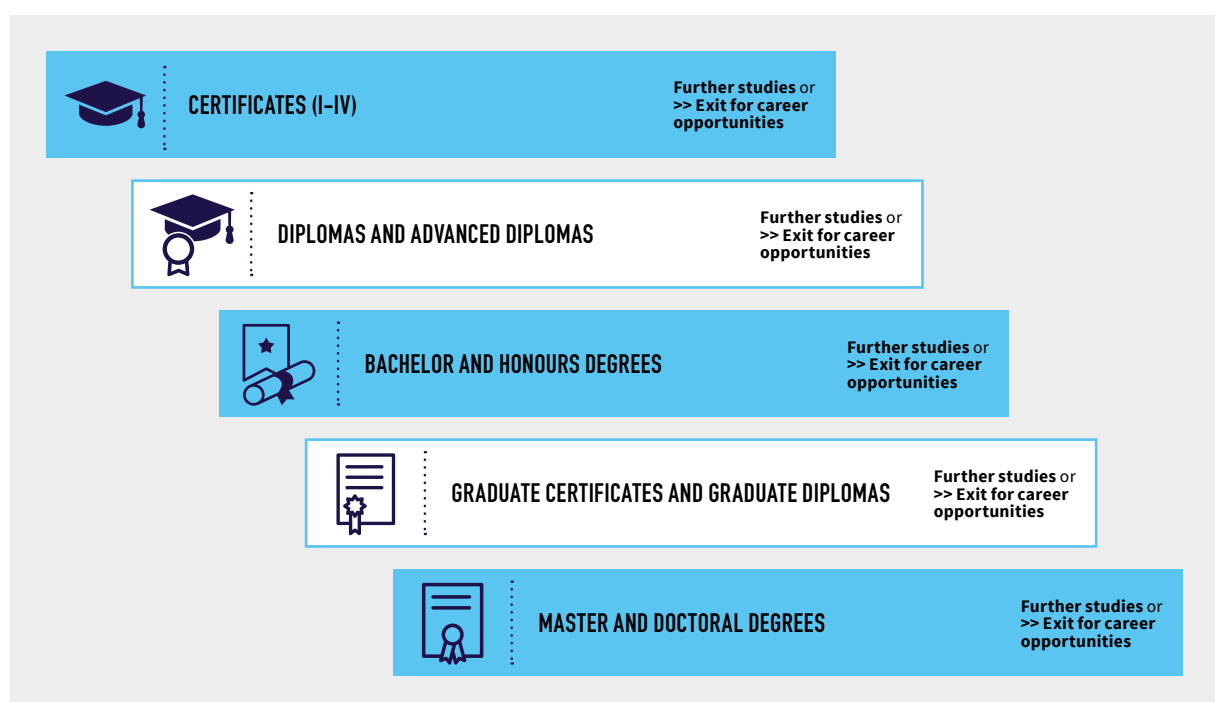 CERTIFICATES (I–IV)
Further studies or
>> Exit for career
opportunities
DIPLOMAS AND ADVANCED DIPLOMAS
Further studies or
>> Exit for career
opportunities
BACHELOR AND HONOURS DEGREES
Further studies or
>> Exit for career
opportunities
GRADUATE CERTIFICATES AND GRADUATE DIPLOMAS
Further studies or
>> Exit for career
opportunities
MASTER AND DOCTORAL DEGREES
Further studies or
>> Exit for career
opportunities